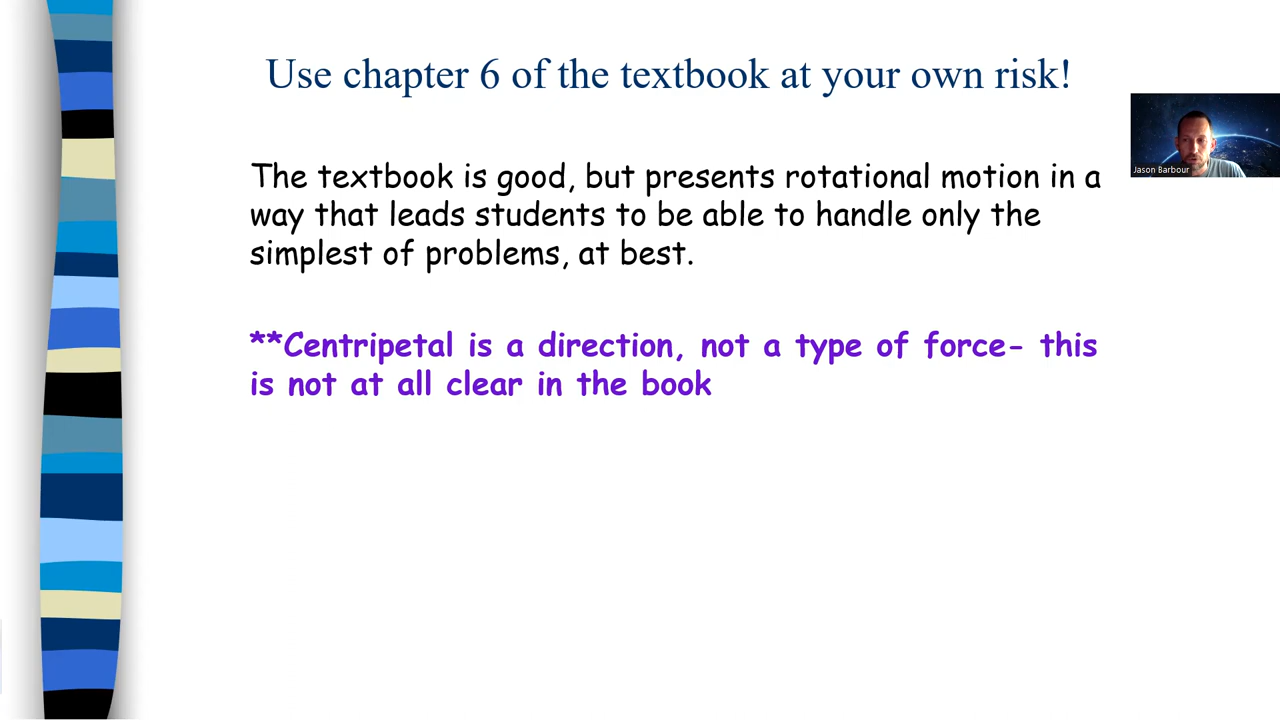 Use chapter 6 of the textbook at your own risk!
The textbook is good, but presents rotational motion in a
way that leads students to be able to handle only the
simplest of problems, at best.
**Centripetal is a direction, not a type of force- this
is not at all clear in the book
Jason Barbour